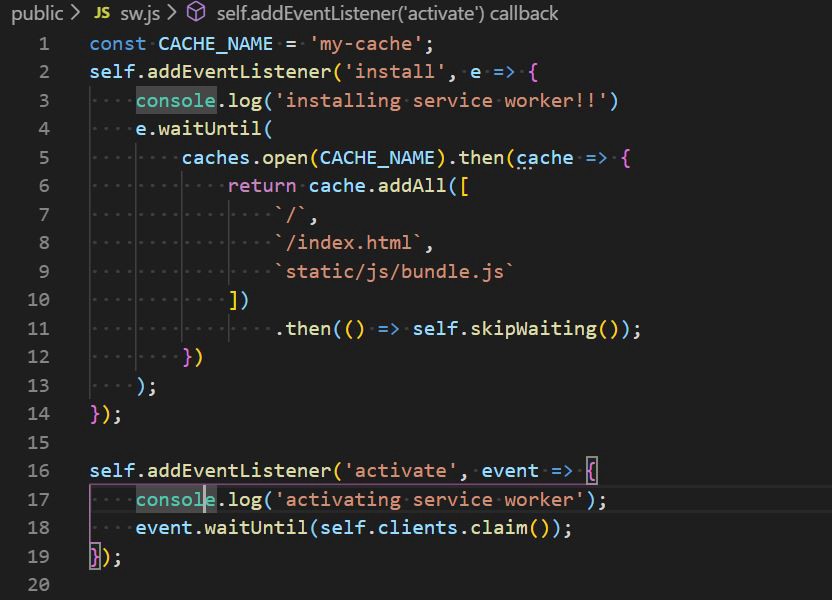 public > JS sw.js > self.addEventListener('activate') callback
1 const CACHE_NAME = 'my-cache';
2 self.addEventListener('install', e => {
3     console.log('installing service worker!!')
4     e.waitUntil(
5         caches.open(CACHE_NAME).then(cache => {
6             return cache.addAll([
7                 `/`,
8                 `/index.html`,
9                 `static/js/bundle.js`
10             ])
11                 .then(() => self.skipWaiting());
12         })
13     );
14 });
15
16 self.addEventListener('activate', event => {
17     console.log('activating service worker');
18     event.waitUntil(self.clients.claim());
19 });
20